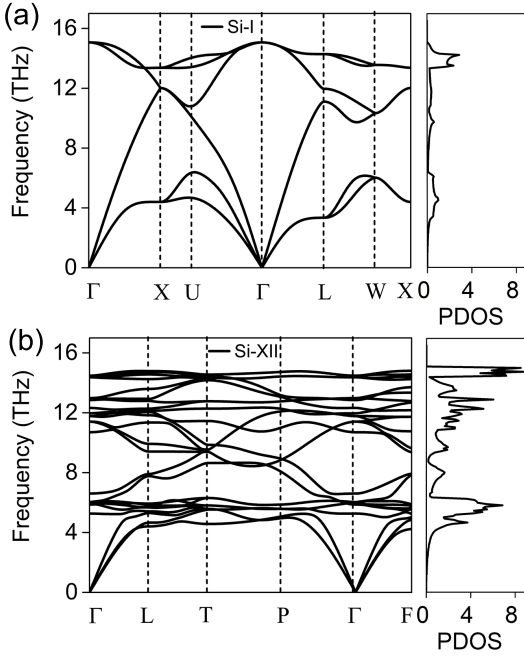 (a)
Si-I
16
12
8
4
0
Frequency (THz)
Γ X U Γ L W X
0 4 8
PDOS
(b)
Si-XII
16
12
8
4
0
Frequency (THz)
Γ L T P Γ F
0 4 8
PDOS